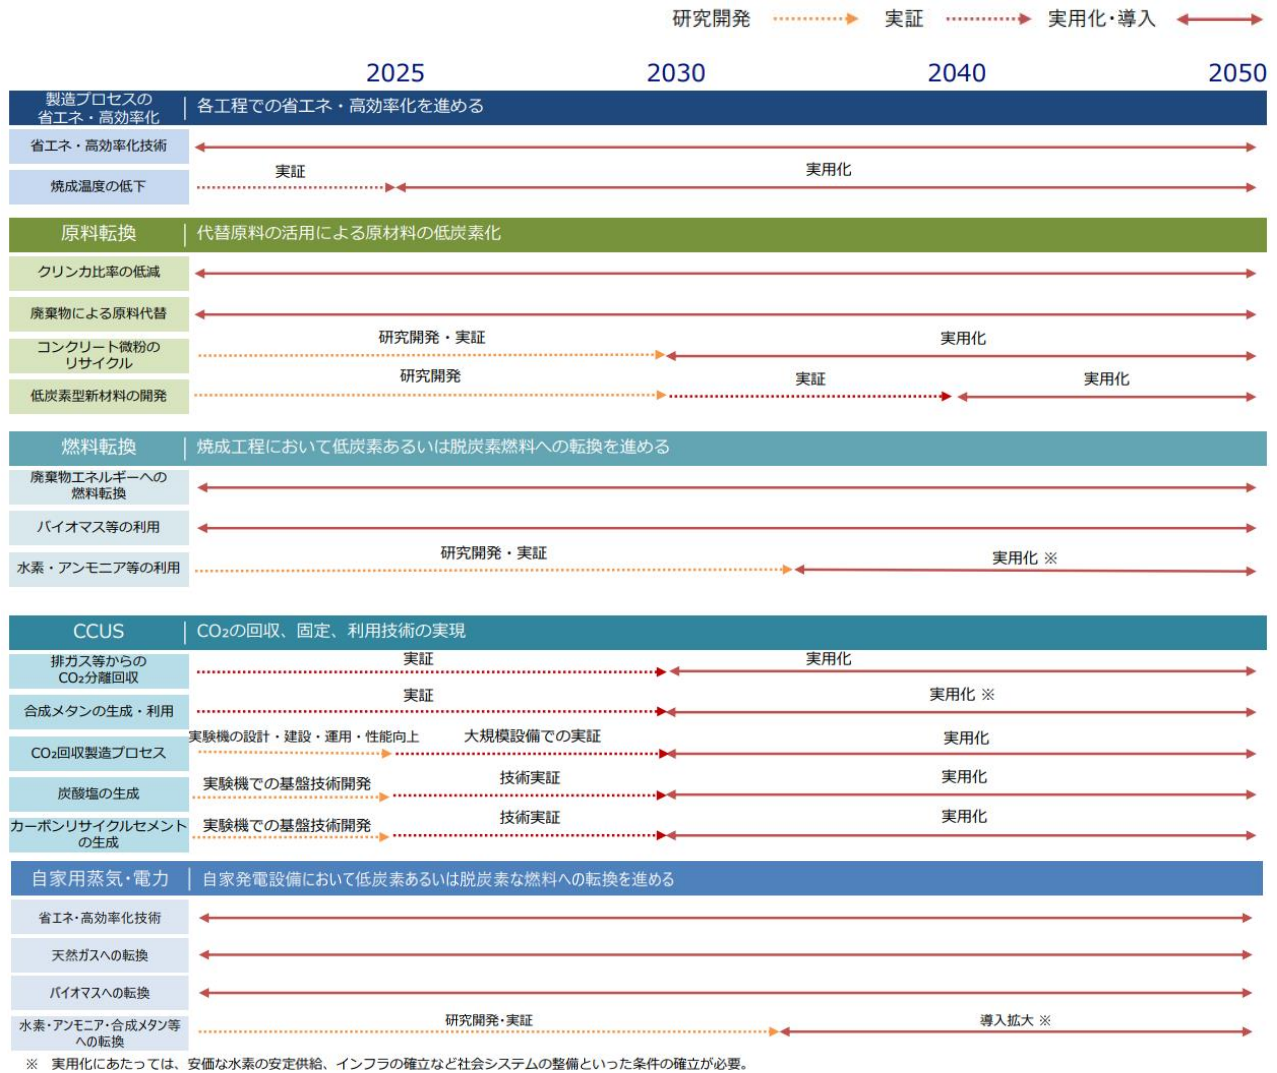 研究開発 実証 実用化・導入
2025 2030 2040 2050
製造プロセスの
省エネ・高効率化
各工程での省エネ・高効率化を進める
省エネ・高効率化技術
焼成温度の低下
実証 実用化
原料転換
代替原料の活用による原材料の低炭素化
クリンカ比率の低減
廃棄物による原料代替
コンクリート微粉の
リサイクル
研究開発・実証 実用化
低炭素型新材料の開発
研究開発 実証 実用化
燃料転換
焼成工程において低炭素あるいは脱炭素燃料への転換を進める
廃棄物エネルギーへの
燃料転換
バイオマス等の利用
水素・アンモニア等の利用
研究開発・実証 実用化 ※
CCUS
CO₂の回収、固定、利用技術の実現
排ガス等からの
CO₂分離回収
実証 実用化
合成メタンの生成・利用
実証 実用化 ※
CO₂回収製造プロセス
実験機の設計・建設・運用・性能向上 大規模設備での実証 実用化
炭酸塩の生成
実験機での基盤技術開発 技術実証 実用化
カーボンリサイクルセメント
の生成
実験機での基盤技術開発 技術実証 実用化
自家用蒸気・電力
自家発電設備において低炭素あるいは脱炭素な燃料への転換を進める
省エネ・高効率化技術
天然ガスへの転換
バイオマスへの転換
水素・アンモニア・合成メタン等
への転換
研究開発・実証 導入拡大 ※
※ 実用化にあたっては、安価な水素の安定供給、インフラの確立など社会システムの整備といった条件の確立が必要。